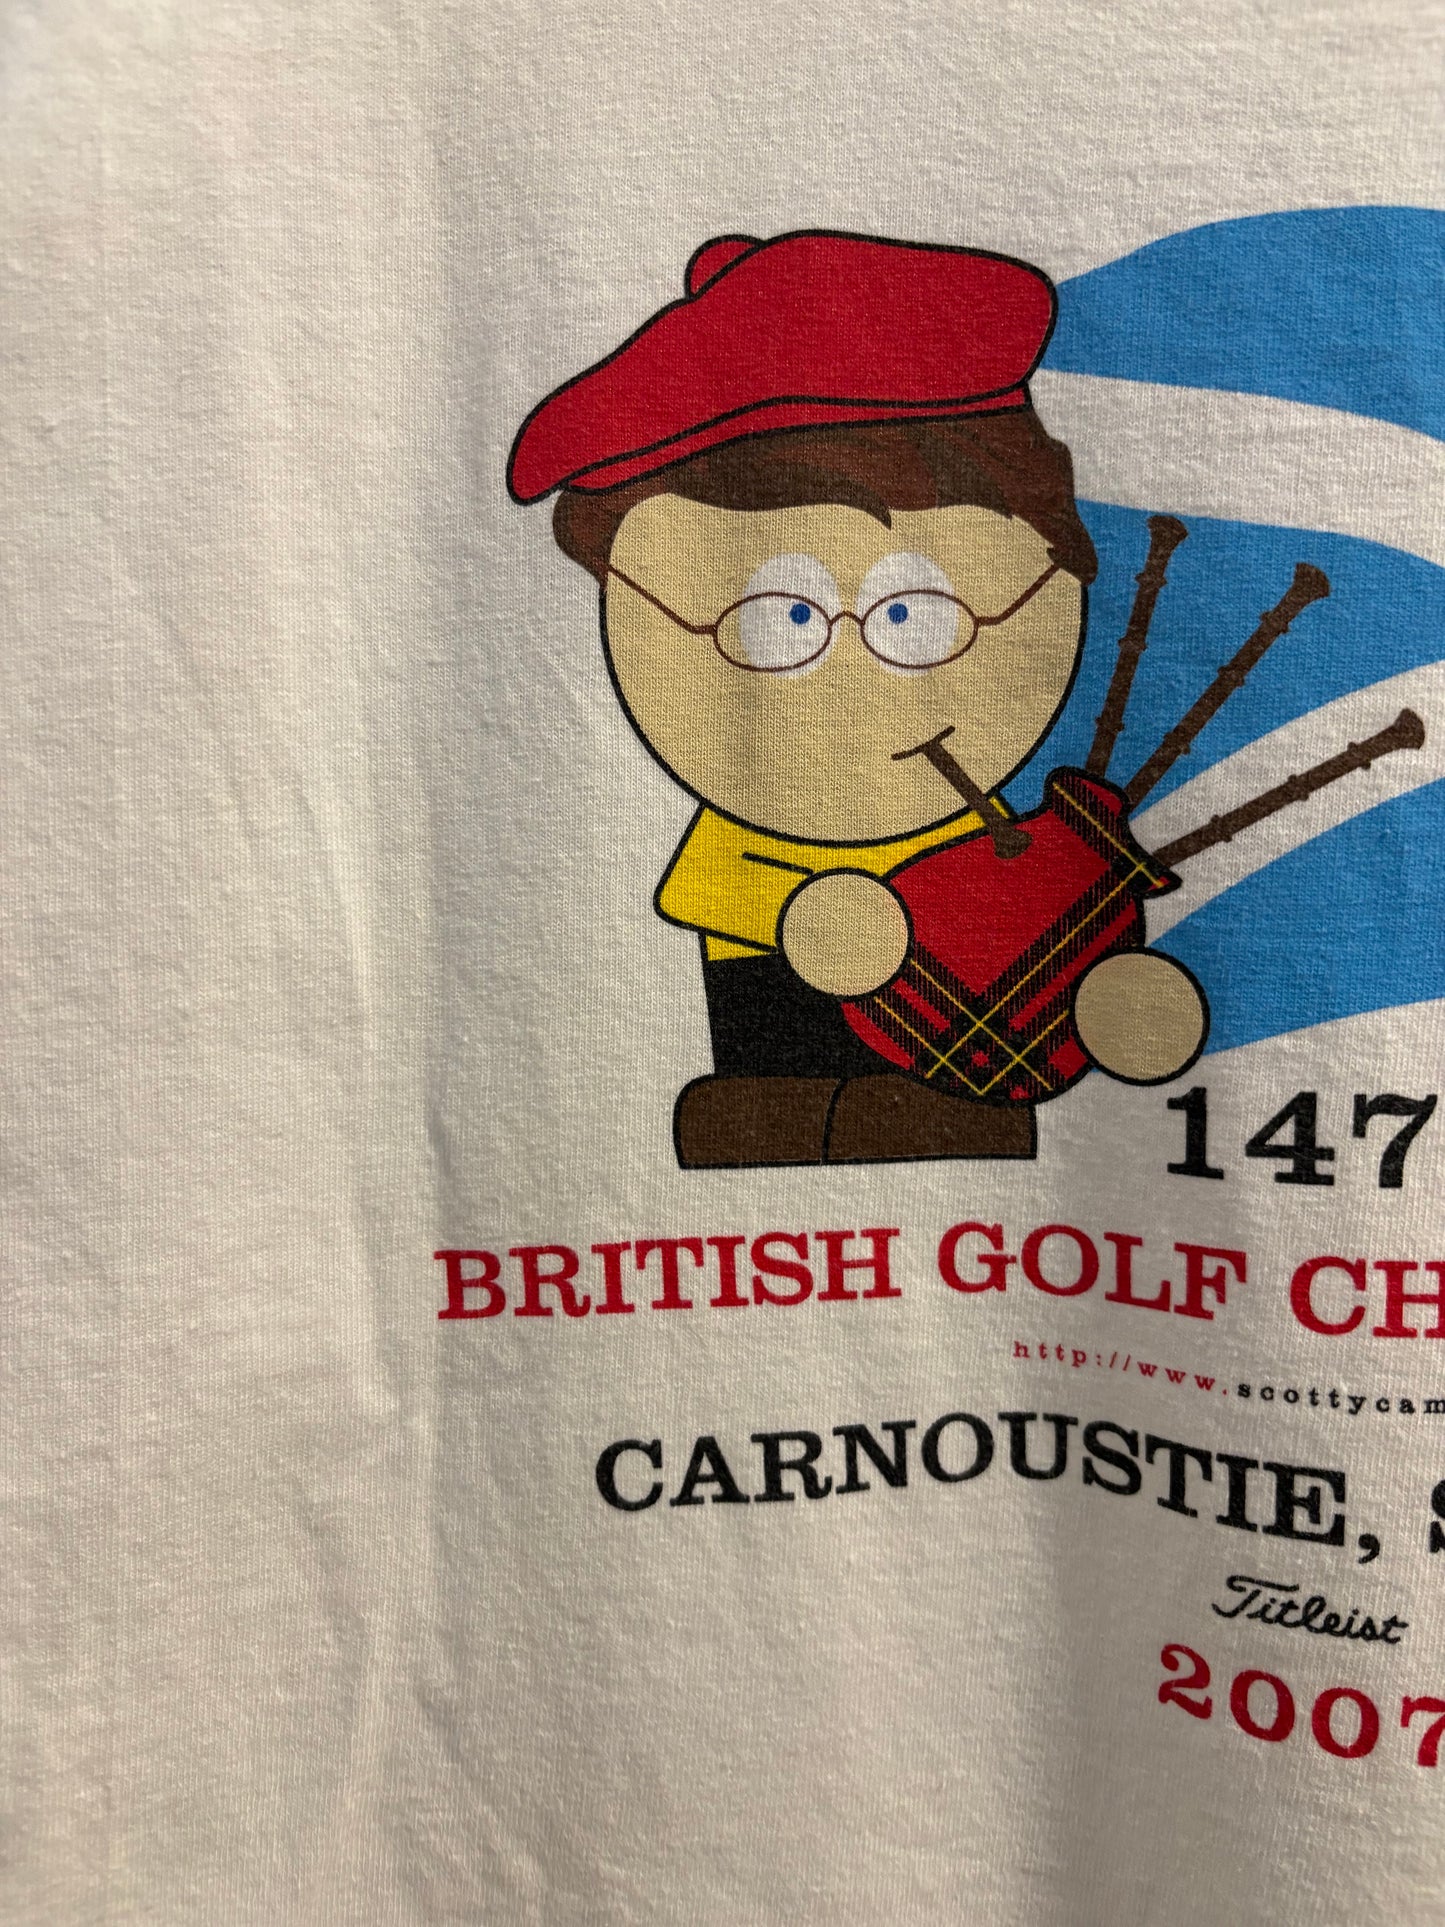 147
BRITISH GOLF CH
http://www.scottycam
CARNOUSTIE, S
Titleist
2007